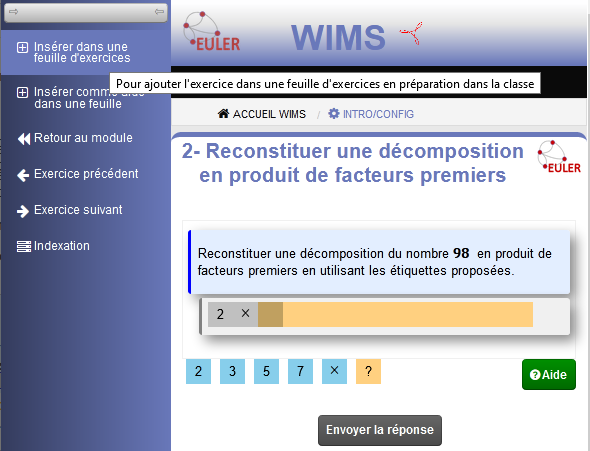 ⇨ ⇦
Insérer dans une
feuille d'exercices
Insérer comme aide
dans une feuille
Retour au module
Exercice précédent
Exercice suivant
Indexation
EULER
WIMS
Pour ajouter l'exercice dans une feuille d'exercices en préparation dans la classe
ACCUEIL WIMS / INTRO/CONFIG
2- Reconstituer une décomposition
en produit de facteurs premiers
EULER
Reconstituer une décomposition du nombre 98 en produit de
facteurs premiers en utilisant les étiquettes proposées.
2 ×
2 3 5 7 × ?
Aide
Envoyer la réponse